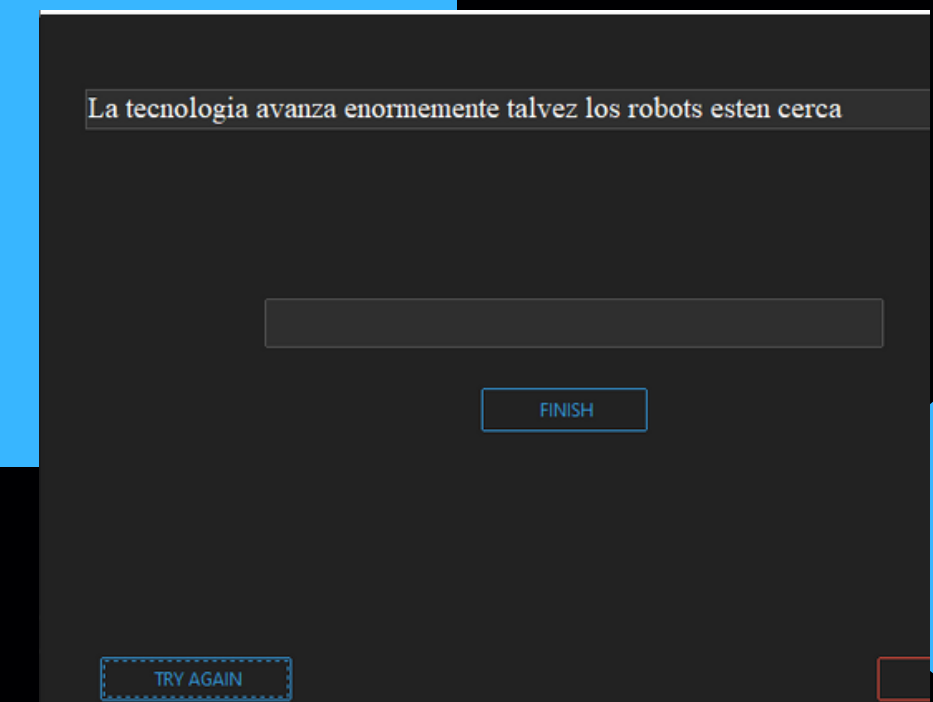 La tecnologia avanza enormemente talvez los robots esten cerca
FINISH
TRY AGAIN